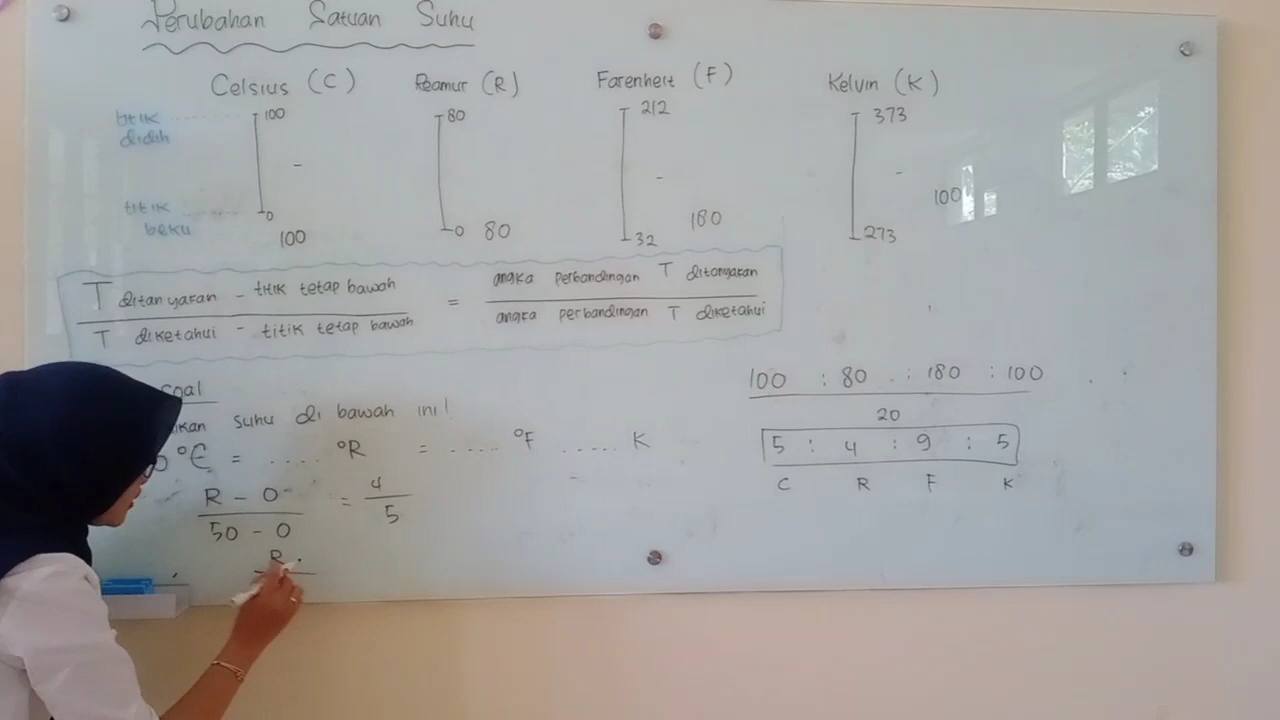 Perubahan Satuan Suhu
Celsius (C) Reamur (R) Farenheit (F) Kelvin (K)
titik didih 100 80 212 373
-
-
-
100
titik beku 0 0 32 273
100 80 180
T ditanyakan - titik tetap bawah = angka perbandingan T ditanyakan
T diketahui - titik tetap bawah angka perbandingan T diketahui
soal
suhu di bawah ini!
°C = ..... °R = ..... °F ..... K
R - 0 = 4
50 - 0 5
R
100 : 80 : 180 : 100
20
5 : 4 : 9 : 5
C R F K